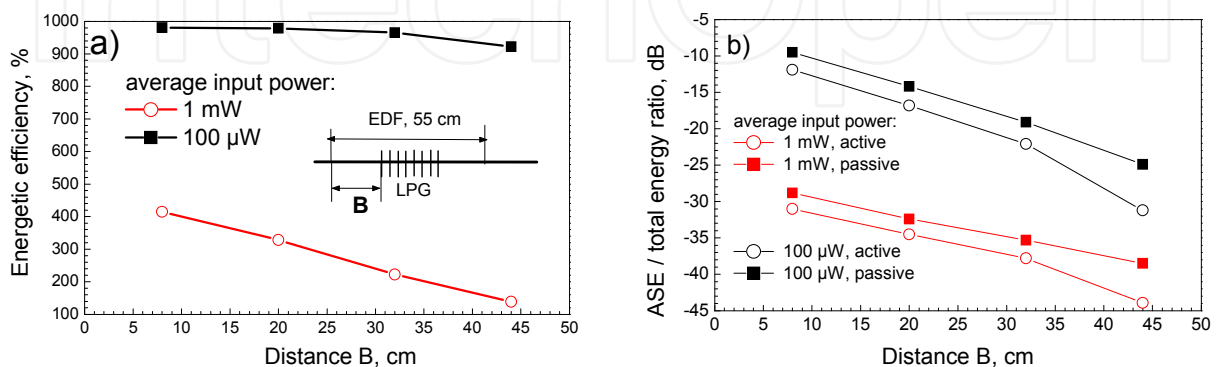 IntechOpen
a)
Energetic efficiency, %
1000
900
800
700
600
500
400
300
200
100
average input power:
1 mW
100 µW
EDF, 55 cm
B
LPG
0 5 10 15 20 25 30 35 40 45 50
Distance B, cm
b)
ASE / total energy ratio, dB
-5
-10
-15
-20
-25
-30
-35
-40
-45
average input power:
1 mW, active
1 mW, passive
100 µW, active
100 µW, passive
0 5 10 15 20 25 30 35 40 45 50
Distance B, cm